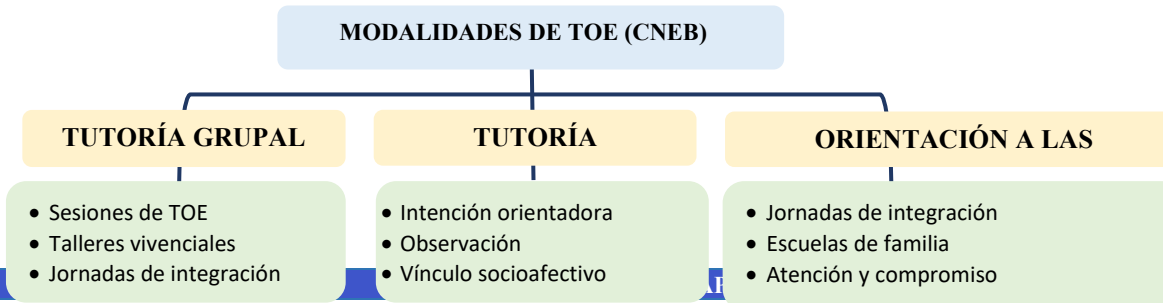 MODALIDADES DE TOE (CNEB)
TUTORÍA GRUPAL
• Sesiones de TOE
• Talleres vivenciales
• Jornadas de integración
TUTORÍA
• Intención orientadora
• Observación
• Vínculo socioafectivo
ORIENTACIÓN A LAS
• Jornadas de integración
• Escuelas de familia
• Atención y compromiso